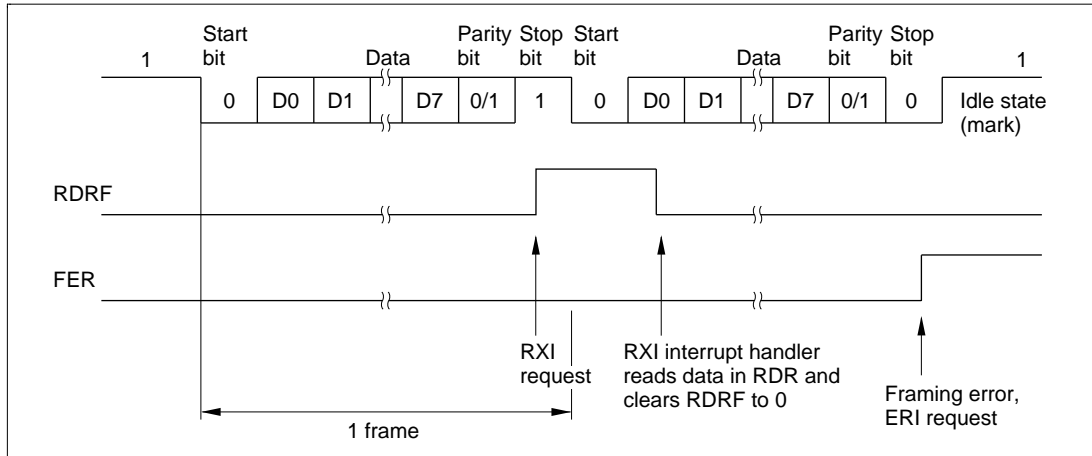 Start bit Data Parity bit Stop bit Start bit Data Parity bit Stop bit
1 1
0 D0 D1 D7 0/1 1 0 D0 D1 D7 0/1 0 Idle state (mark)
RDRF
FER
RXI request
RXI interrupt handler
reads data in RDR and
clears RDRF to 0
Framing error,
ERI request
1 frame